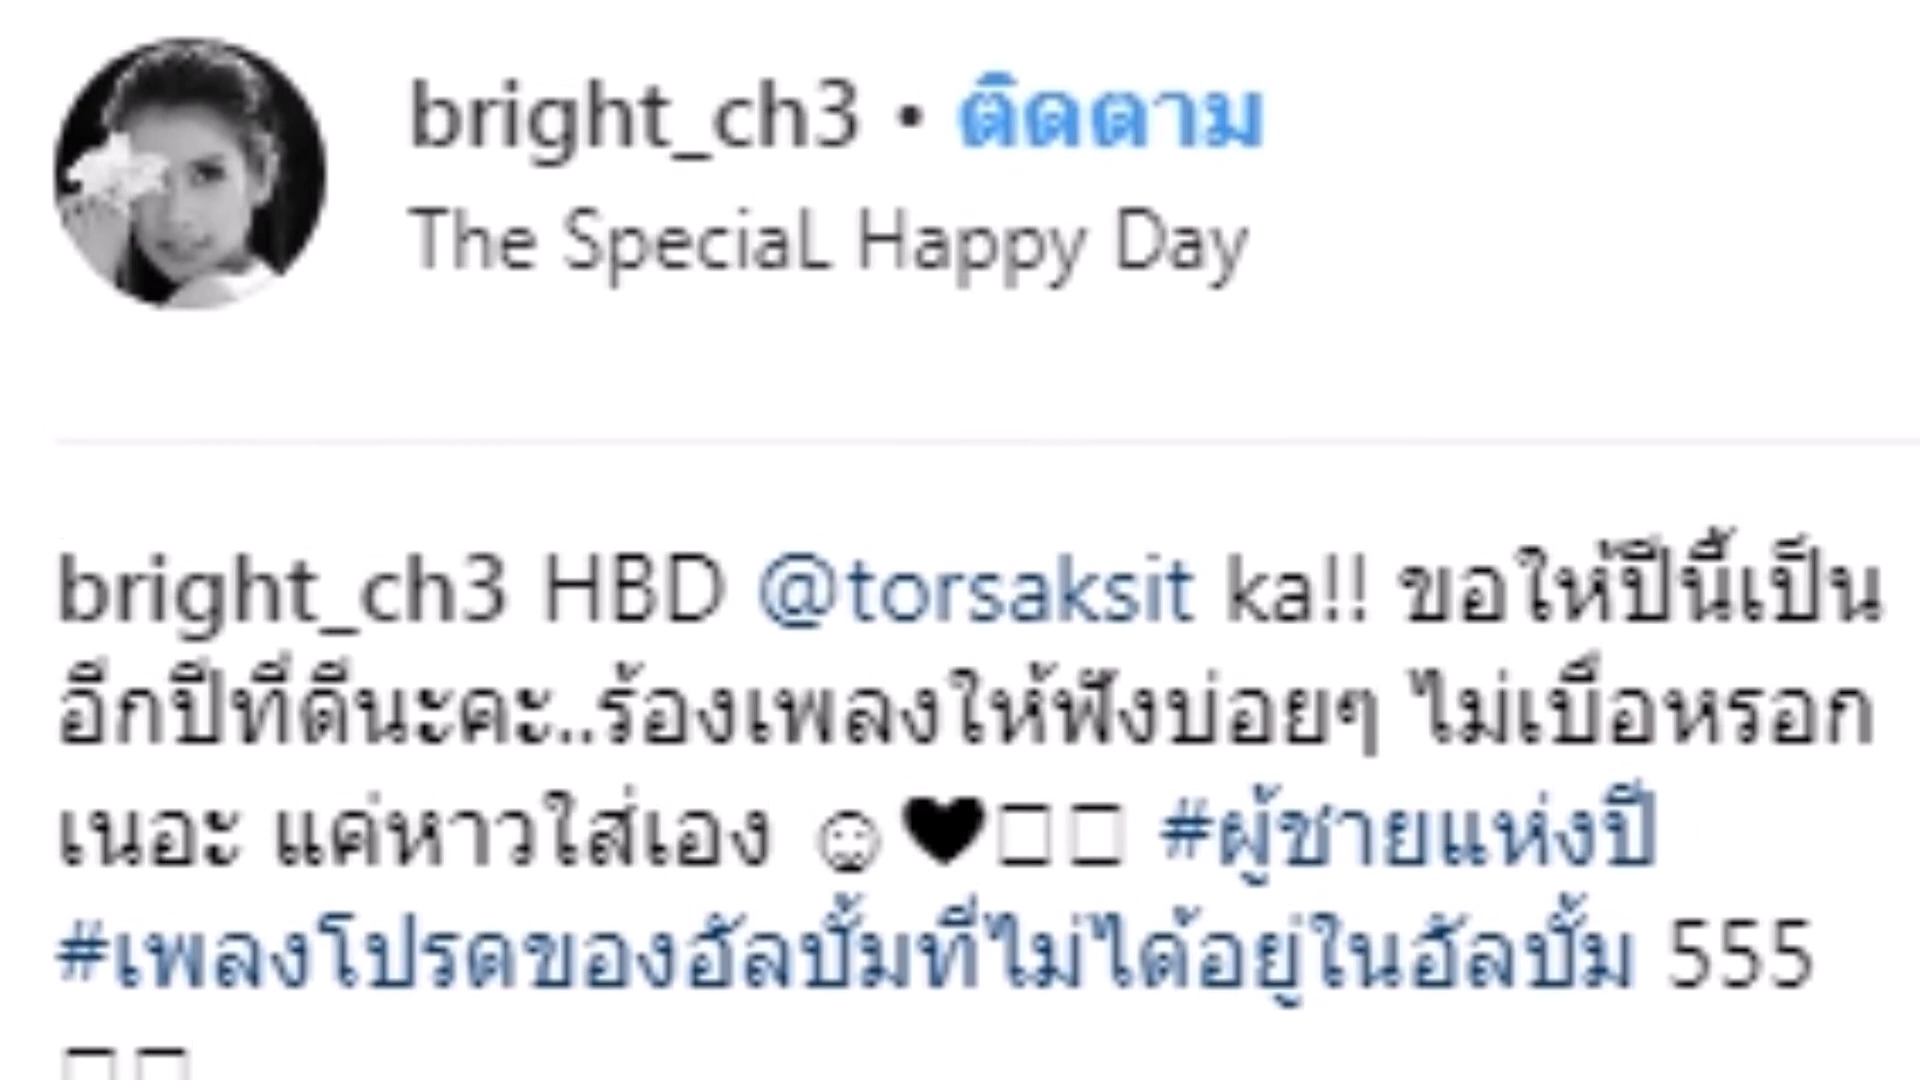 bright_ch3 • ติดตาม
The SpeciaL Happy Day
bright_ch3 HBD @torsaksit ka!! ขอให้ปีนี้เป็น
อีกปีที่ดีนะคะ..ร้องเพลงให้ฟังบ่อยๆ ไม่เบื่อหรอก
เนอะ แค่หาวใส่เอง ☺♥□□ #ผู้ชายแห่งปี
#เพลงโปรดของอัลบั้มที่ไม่ได้อยู่ในอัลบั้ม 555
□□